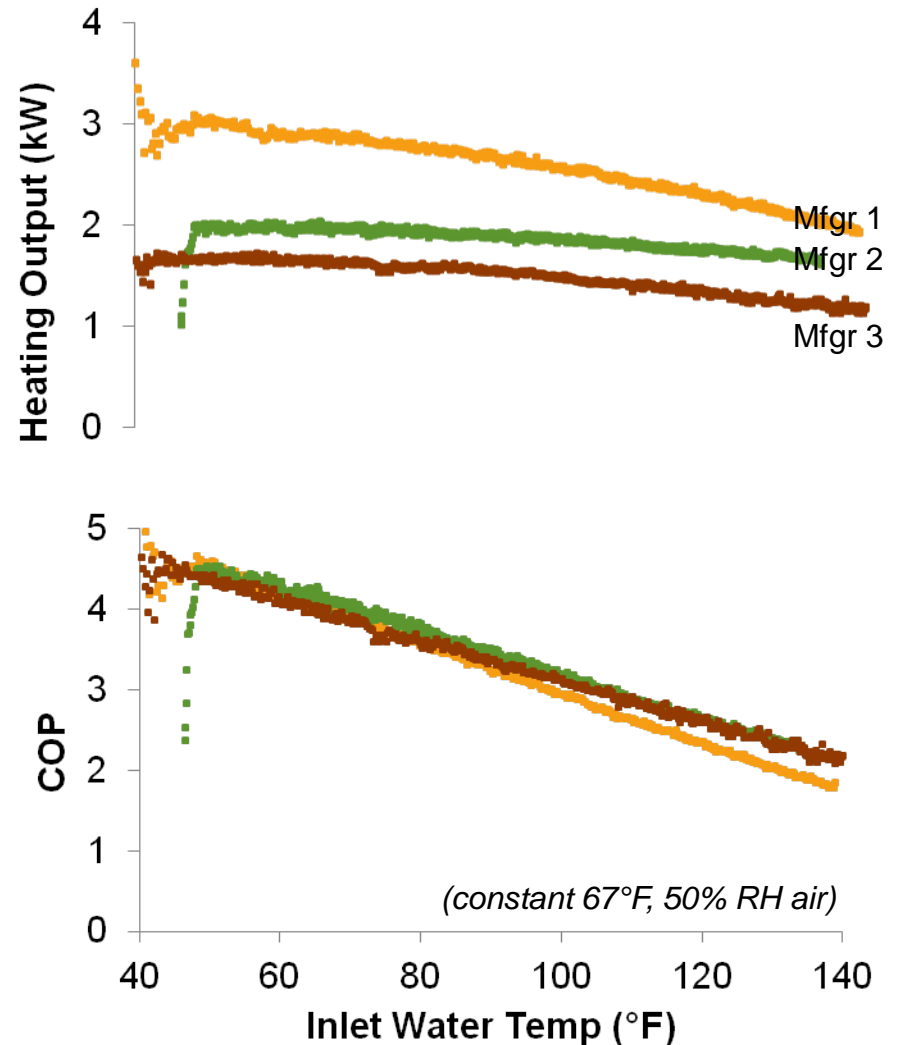 Heating Output (kW)
4
3
2
1
0
Mfgr 1
Mfgr 2
Mfgr 3
COP
5
4
3
2
1
0
(constant 67°F, 50% RH air)
40 60 80 100 120 140
Inlet Water Temp (°F)